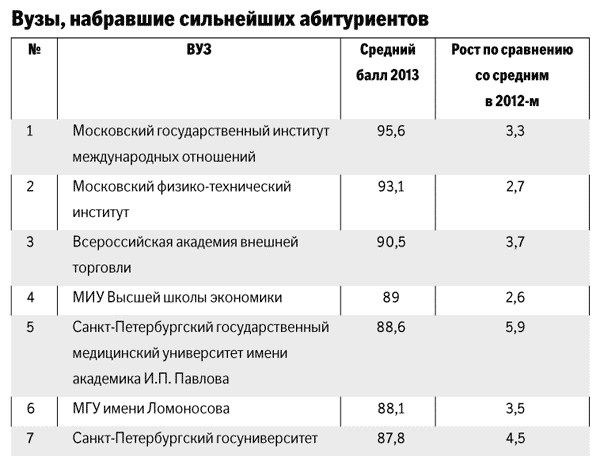 Вузы, набравшие сильнейших абитуриентов
№ ВУЗ Средний Рост по сравнению
балл 2013 со средним
в 2012-м
1 Московский государственный институт 95,6 3,3
международных отношений
2 Московский физико-технический 93,1 2,7
институт
3 Всероссийская академия внешней 90,5 3,7
торговли
4 МИУ Высшей школы экономики 89 2,6
5 Санкт-Петербургский государственный 88,6 5,9
медицинский университет имени
академика И.П. Павлова
6 МГУ имени Ломоносова 88,1 3,5
7 Санкт-Петербургский госуниверситет 87,8 4,5